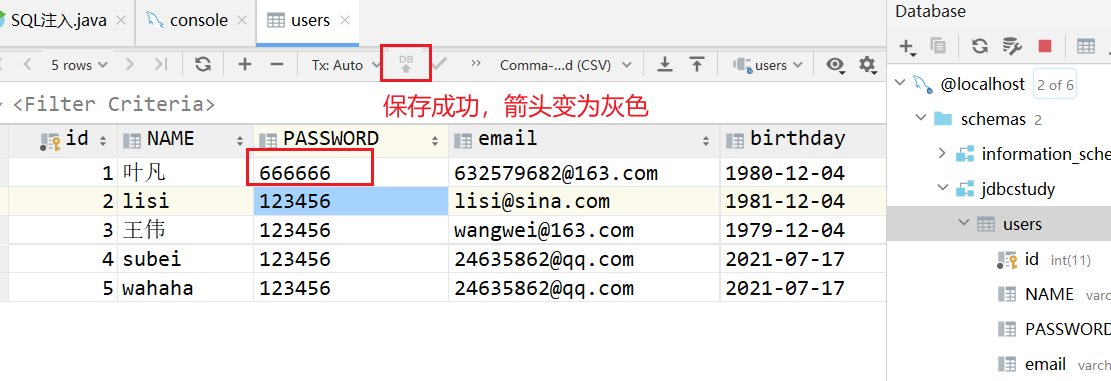 SQL注入.java
console
users
Database
5 rows
Tx: Auto
DB
Comma-...d (CSV)
users
保存成功，箭头变为灰色
<Filter Criteria>
id NAME PASSWORD email birthday
1 叶凡 666666 632579682@163.com 1980-12-04
2 lisi 123456 lisi@sina.com 1981-12-04
3 王伟 123456 wangwei@163.com 1979-12-04
4 subei 123456 24635862@qq.com 2021-07-17
5 wahaha 123456 24635862@qq.com 2021-07-17
@localhost 2 of 6
schemas 2
information_sche
jdbcstudy
users
id int(11)
NAME varc
PASSWORD
email varch